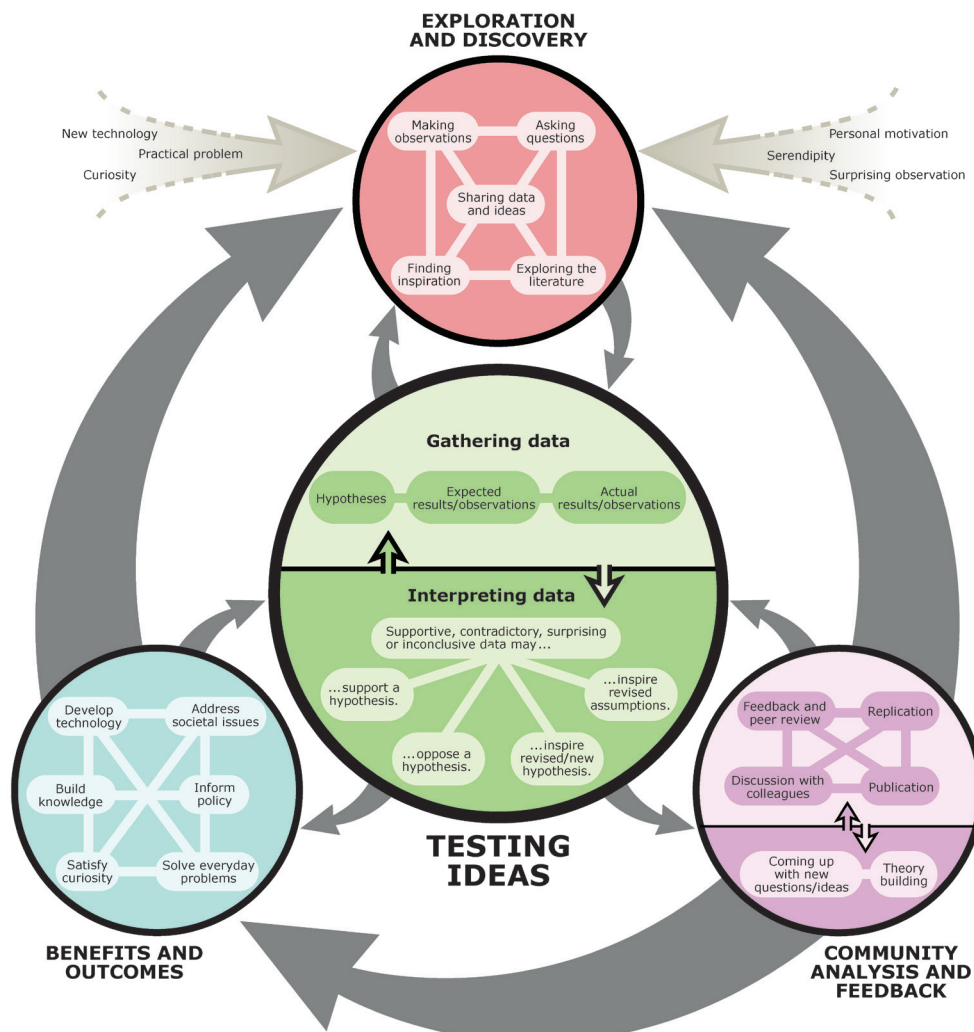 EXPLORATION
AND DISCOVERY
New technology
Practical problem
Curiosity
Personal motivation
Serendipity
Surprising observation
Making
observations
Asking
questions
Sharing data
and ideas
Finding
inspiration
Exploring the
literature
Gathering data
Hypotheses
Expected
results/observations
Actual
results/observations
Interpreting data
Supportive, contradictory, surprising
or inconclusive data may...
...support a
hypothesis.
...inspire
revised
assumptions.
...oppose a
hypothesis.
...inspire
revised/new
hypothesis.
TESTING
IDEAS
Develop
technology
Address
societal issues
Build
knowledge
Inform
policy
Satisfy
curiosity
Solve everyday
problems
BENEFITS AND
OUTCOMES
Feedback and
peer review
Replication
Discussion with
colleagues
Publication
Coming up
with new
questions/ideas
Theory
building
COMMUNITY
ANALYSIS AND
FEEDBACK